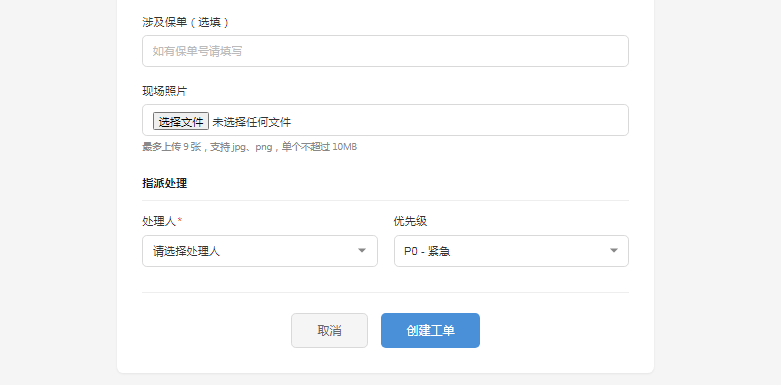 涉及保单（选填）
如有保单号请填写
现场照片
选择文件 未选择任何文件
最多上传 9 张，支持 jpg、png，单个不超过 10MB
指派处理
处理人 * 优先级
请选择处理人 P0 - 紧急
取消 创建工单